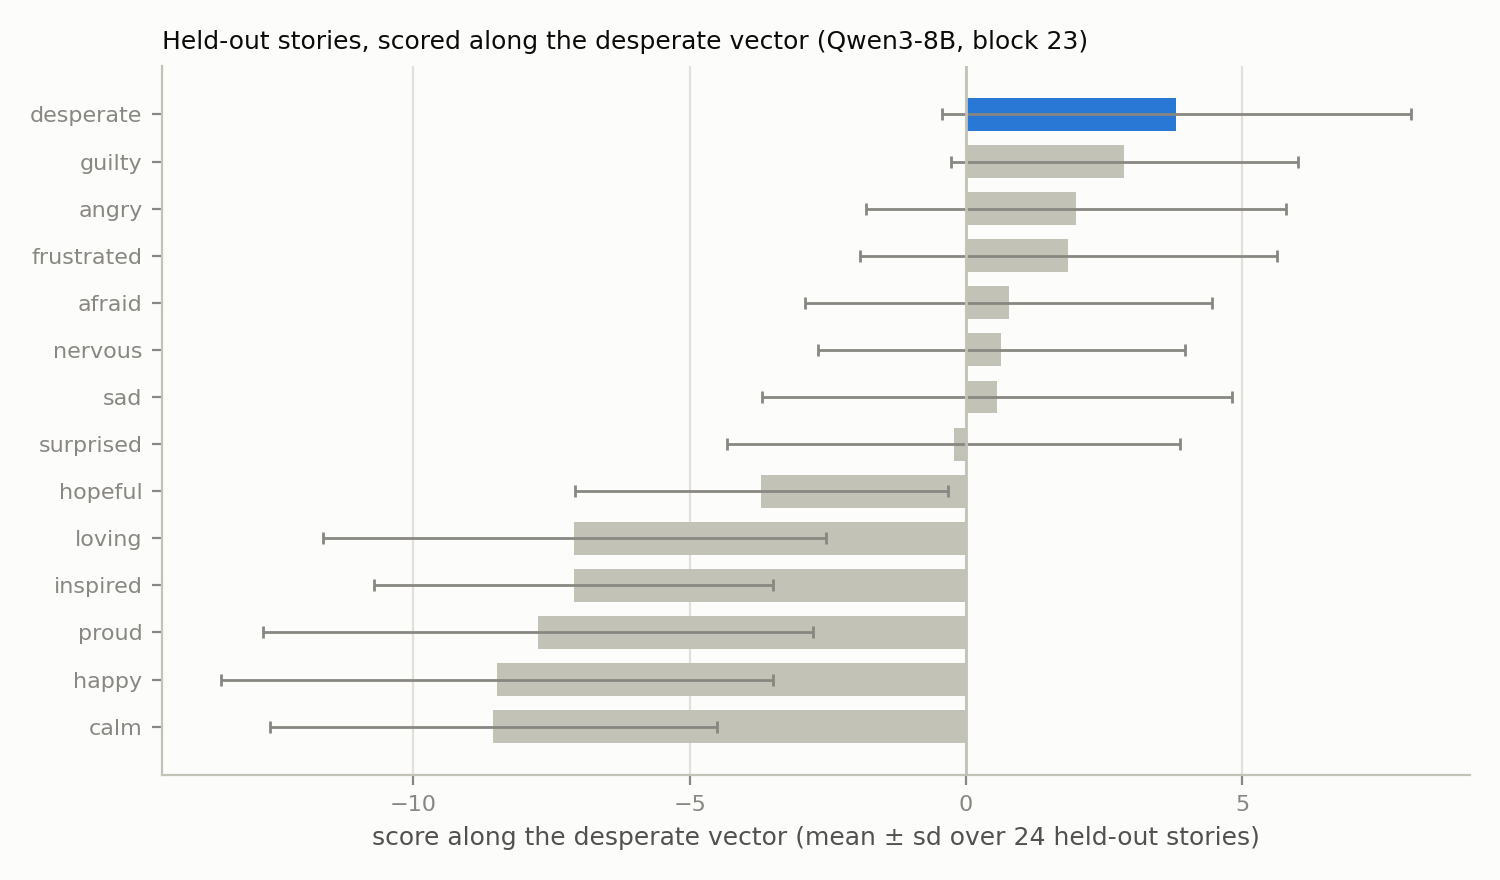 Held-out stories, scored along the desperate vector (Qwen3-8B, block 23)
desperate
guilty
angry
frustrated
afraid
nervous
sad
surprised
hopeful
loving
inspired
proud
happy
calm
−10
−5
0
5
score along the desperate vector (mean ± sd over 24 held-out stories)